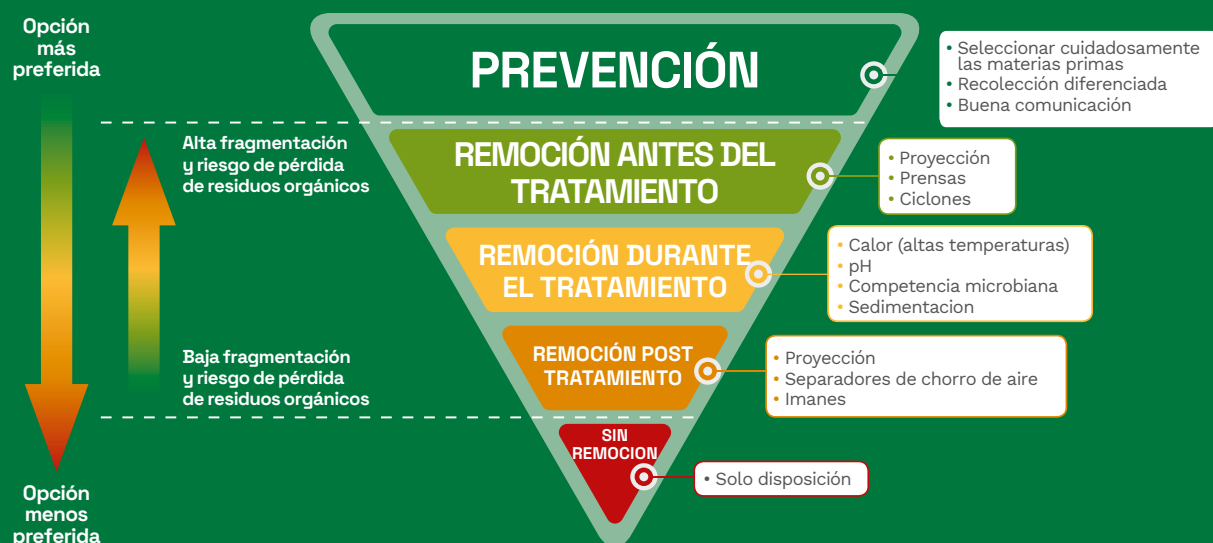 Opción
más
preferida
PREVENCIÓN
• Seleccionar cuidadosamente
las materias primas
• Recolección diferenciada
• Buena comunicación
Alta fragmentación
y riesgo de pérdida
de residuos orgánicos
REMOCIÓN ANTES DEL
TRATAMIENTO
• Proyección
• Prensas
• Ciclones
REMOCIÓN DURANTE
EL TRATAMIENTO
• Calor (altas temperaturas)
• pH
• Competencia microbiana
• Sedimentacion
Baja fragmentación
y riesgo de pérdida
de residuos orgánicos
REMOCIÓN POST
TRATAMIENTO
• Proyección
• Separadores de chorro de aire
• Imanes
SIN
REMOCION
• Solo disposición
Opción
menos
preferida